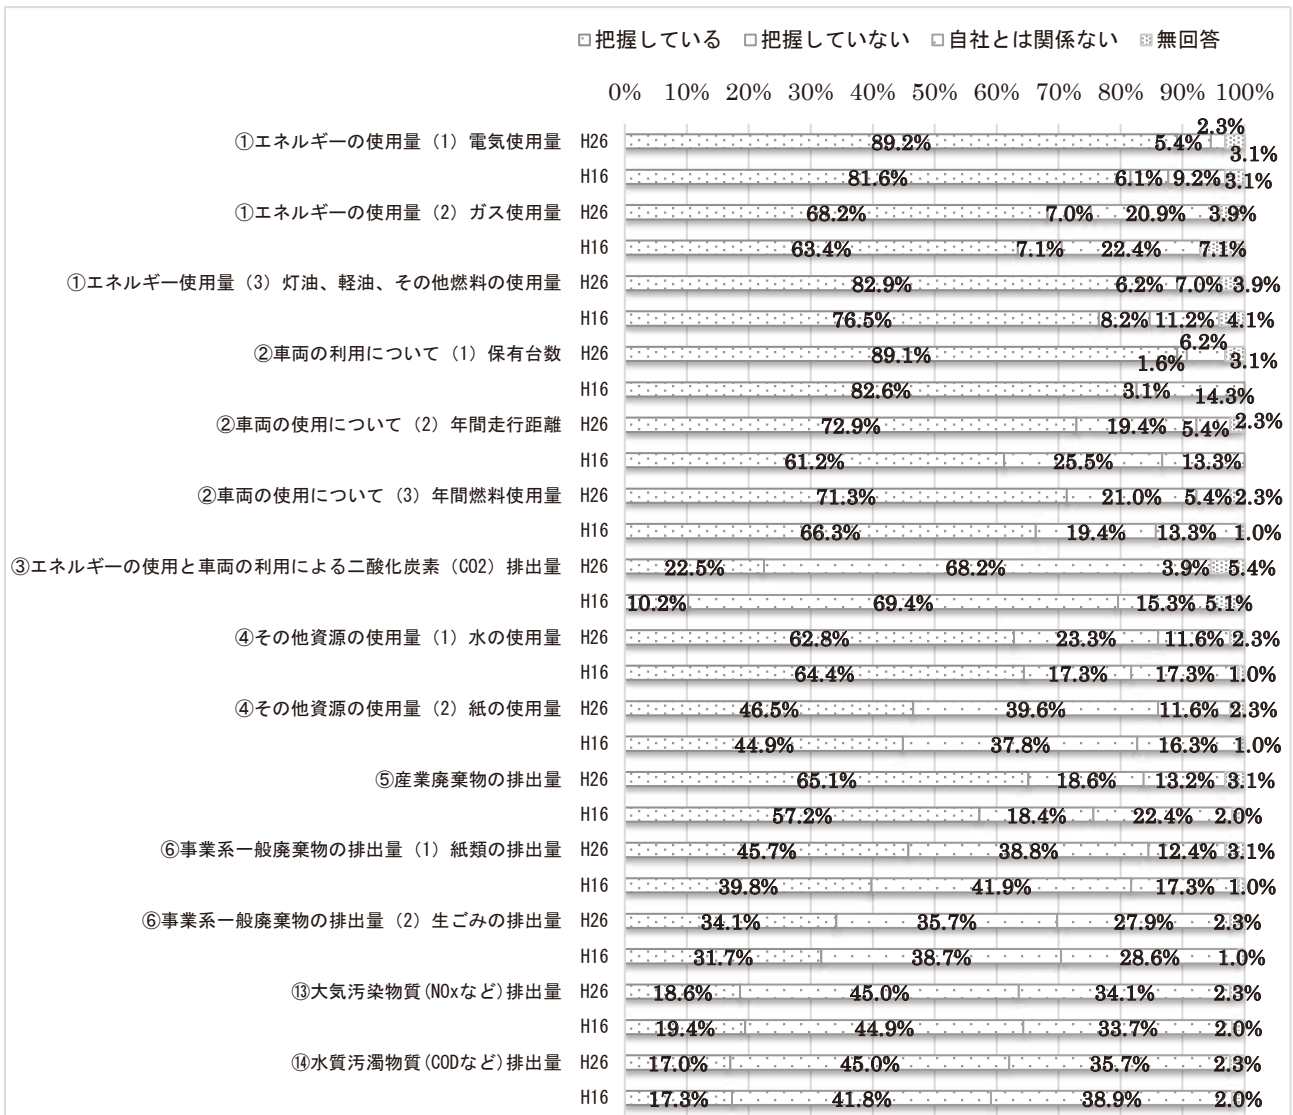 把握している 把握していない 自社とは関係ない 無回答
0% 10% 20% 30% 40% 50% 60% 70% 80% 90% 100%
①エネルギーの使用量（1）電気使用量 H26 89.2% 5.4% 2.3% 3.1%
H16 81.6% 6.1% 9.2% 3.1%
①エネルギーの使用量（2）ガス使用量 H26 68.2% 7.0% 20.9% 3.9%
H16 63.4% 7.1% 22.4% 7.1%
①エネルギー使用量（3）灯油、軽油、その他燃料の使用量 H26 82.9% 6.2% 7.0% 3.9%
H16 76.5% 8.2% 11.2% 4.1%
②車両の利用について（1）保有台数 H26 89.1% 1.6% 6.2% 3.1%
H16 82.6% 3.1% 14.3%
②車両の使用について（2）年間走行距離 H26 72.9% 19.4% 5.4% 2.3%
H16 61.2% 25.5% 13.3%
②車両の使用について（3）年間燃料使用量 H26 71.3% 21.0% 5.4% 2.3%
H16 66.3% 19.4% 13.3% 1.0%
③エネルギーの使用と車両の利用による二酸化炭素（CO2）排出量 H26 22.5% 68.2% 3.9% 5.4%
H16 10.2% 69.4% 15.3% 5.1%
④その他資源の使用量（1）水の使用量 H26 62.8% 23.3% 11.6% 2.3%
H16 64.4% 17.3% 17.3% 1.0%
④その他資源の使用量（2）紙の使用量 H26 46.5% 39.6% 11.6% 2.3%
H16 44.9% 37.8% 16.3% 1.0%
⑤産業廃棄物の排出量 H26 65.1% 18.6% 13.2% 3.1%
H16 57.2% 18.4% 22.4% 2.0%
⑥事業系一般廃棄物の排出量（1）紙類の排出量 H26 45.7% 38.8% 12.4% 3.1%
H16 39.8% 41.9% 17.3% 1.0%
⑥事業系一般廃棄物の排出量（2）生ごみの排出量 H26 34.1% 35.7% 27.9% 2.3%
H16 31.7% 38.7% 28.6% 1.0%
⑬大気汚染物質(NOxなど)排出量 H26 18.6% 45.0% 34.1% 2.3%
H16 19.4% 44.9% 33.7% 2.0%
⑭水質汚濁物質(CODなど)排出量 H26 17.0% 45.0% 35.7% 2.3%
H16 17.3% 41.8% 38.9% 2.0%